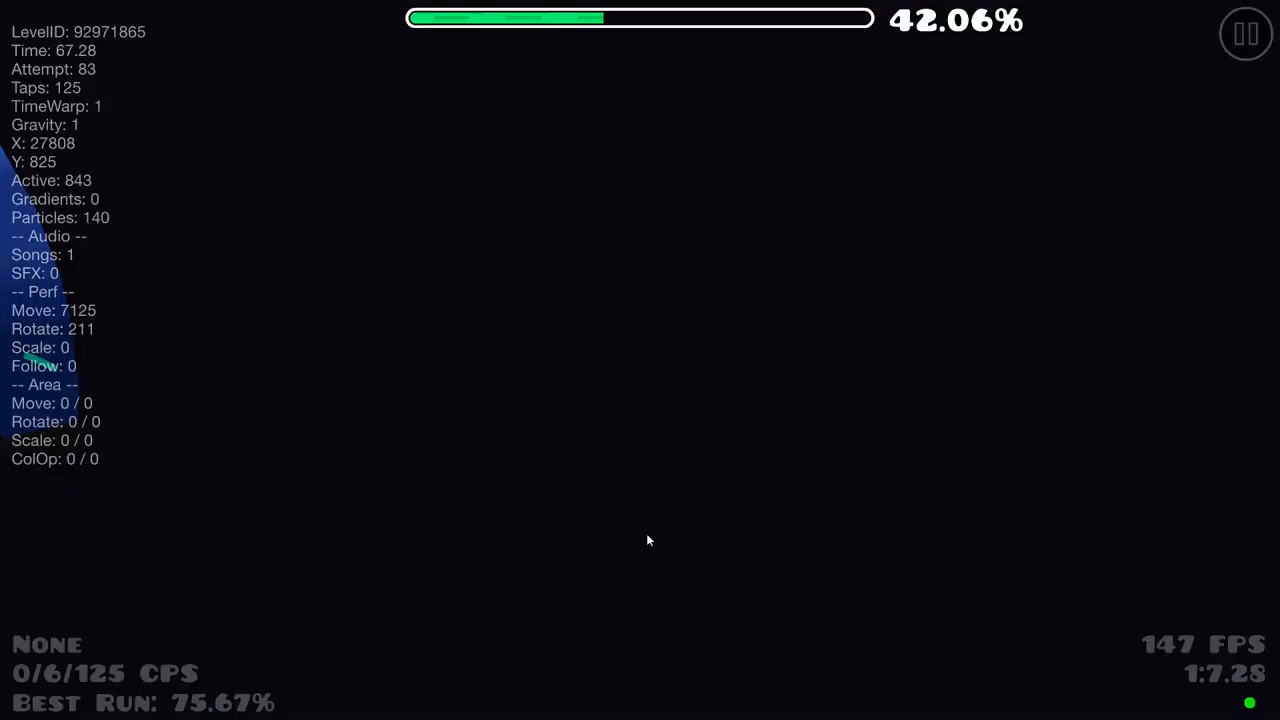 42.06%
LevelID: 92971865
Time: 67.28
Attempt: 83
Taps: 125
TimeWarp: 1
Gravity: 1
X: 27808
Y: 825
Active: 843
Gradients: 0
Particles: 140
-- Audio --
Songs: 1
SFX: 0
-- Perf --
Move: 7125
Rotate: 211
Scale: 0
Follow: 0
-- Area --
Move: 0 / 0
Rotate: 0 / 0
Scale: 0 / 0
ColOp: 0 / 0
None
0/6/125 CPS
Best Run: 75.67%
147 FPS
1:7.28